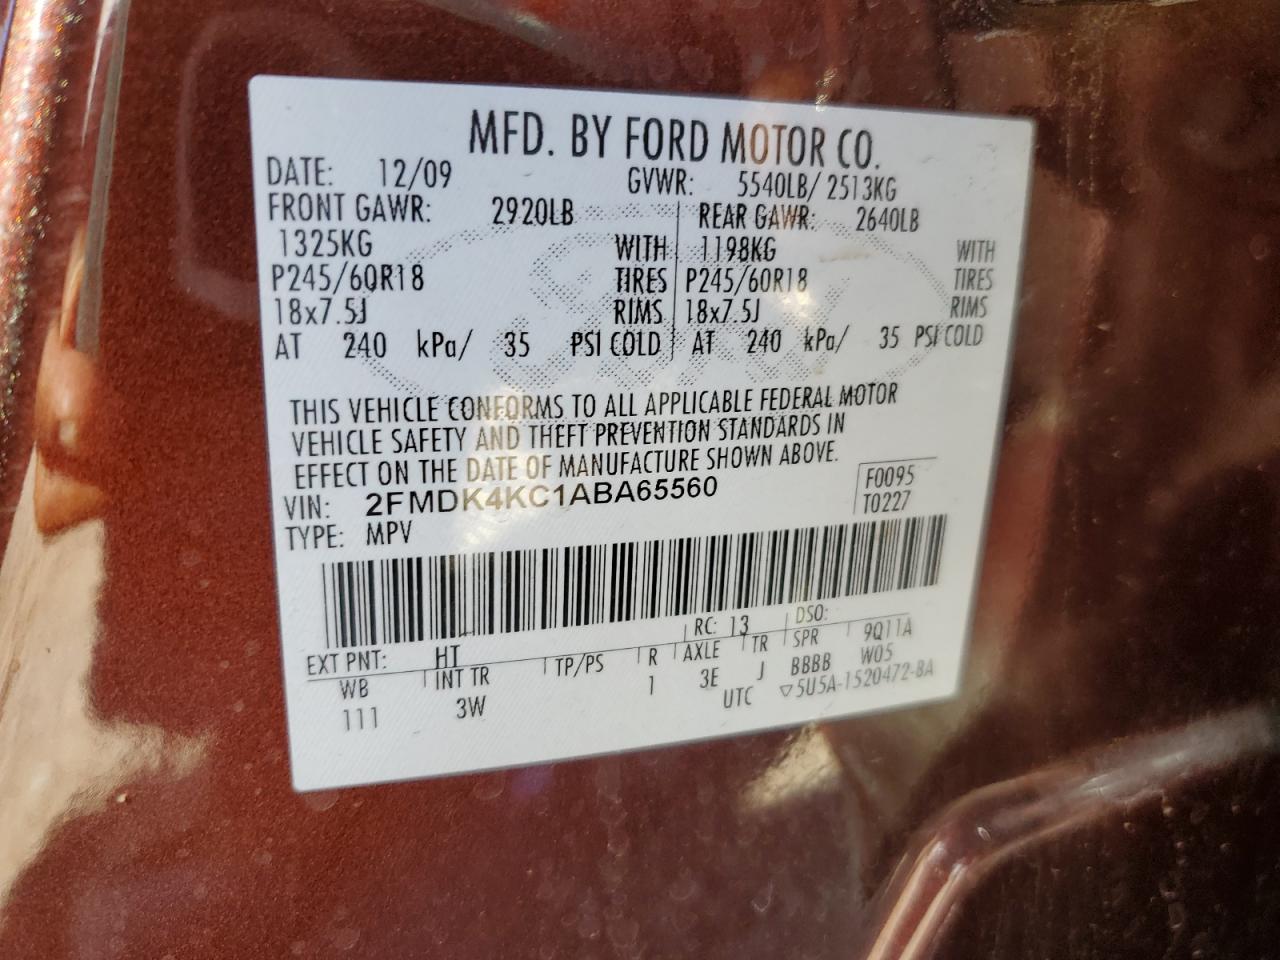 MFD. BY FORD MOTOR CO.
DATE: 12/09 GVWR: 5540LB/ 2513KG
FRONT GAWR: 2920LB REAR GAWR: 2640LB
1325KG WITH 1198KG WITH
P245/60R18 TIRES P245/60R18 TIRES
18x7.5J RIMS 18x7.5J RIMS
AT 240 kPa/ 35 PSI COLD AT 240 kPa/ 35 PSI COLD
THIS VEHICLE CONFORMS TO ALL APPLICABLE FEDERAL MOTOR
VEHICLE SAFETY AND THEFT PREVENTION STANDARDS IN
EFFECT ON THE DATE OF MANUFACTURE SHOWN ABOVE.
VIN: 2FMDK4KC1ABA65560 F0095
TYPE: MPV T0227
EXT PNT: HT RC: 13 DSO:
WB INT TR TP/PS R AXLE TR SPR 9Q11A
111 3W 1 3E J BBBB W05
UTC ▽5U5A-1520472-BA